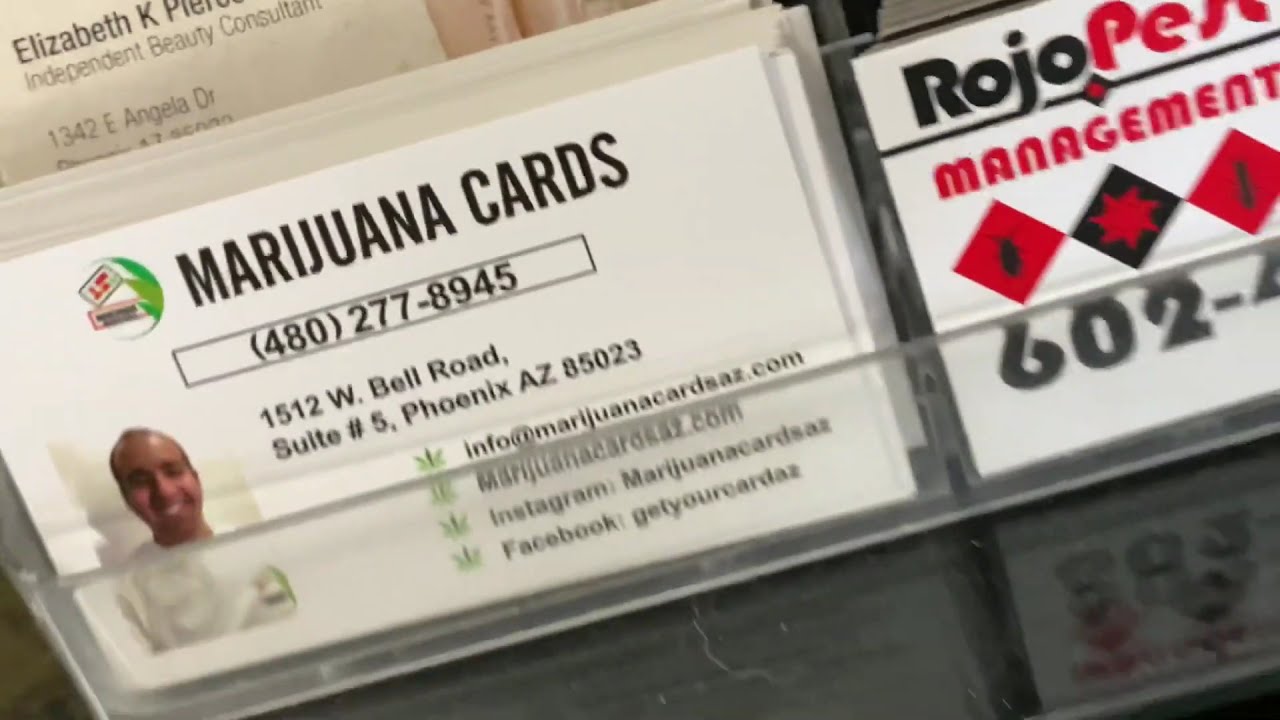 Elizabeth K Pierc
Independent Beauty Consultant
1342 E Angela Dr
MARIJUANA CARDS
(480) 277-8945
1512 W. Bell Road,
Suite # 5, Phoenix AZ 85023
info@marijuanacardsaz.com
Marijuanacardsaz.com
Instagram: Marijuanacardsaz
Facebook: getyourcardaz
RojoPest
MANAGEMENT
602-